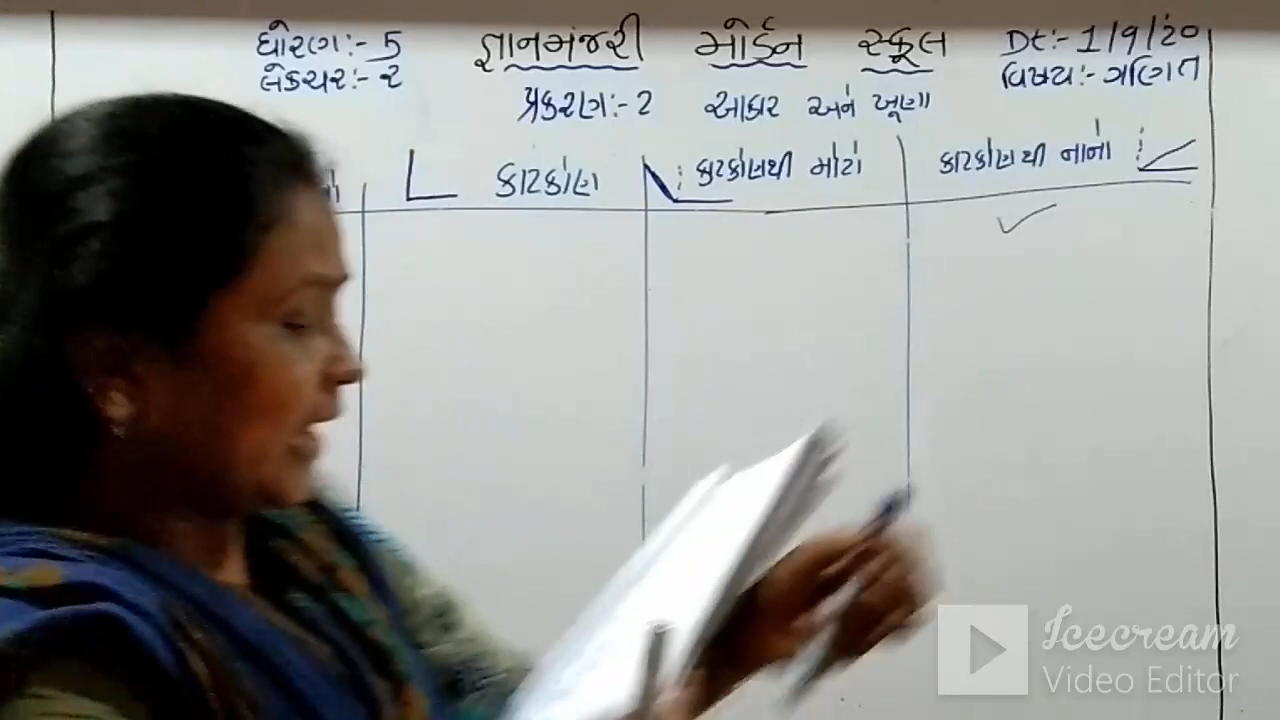 ધોરણ:- 5 જ્ઞાનમંજરી મોર્ડન સ્કૂલ Dt:- 1/9/20
લેક્ચર:- ૨ વિષય:- ગણિત
પ્રકરણ:- 2 આકાર અને ખૂણા
કાટકોણ કાટકોણથી મોટો કાટકોણથી નાનો
Icecream
Video Editor